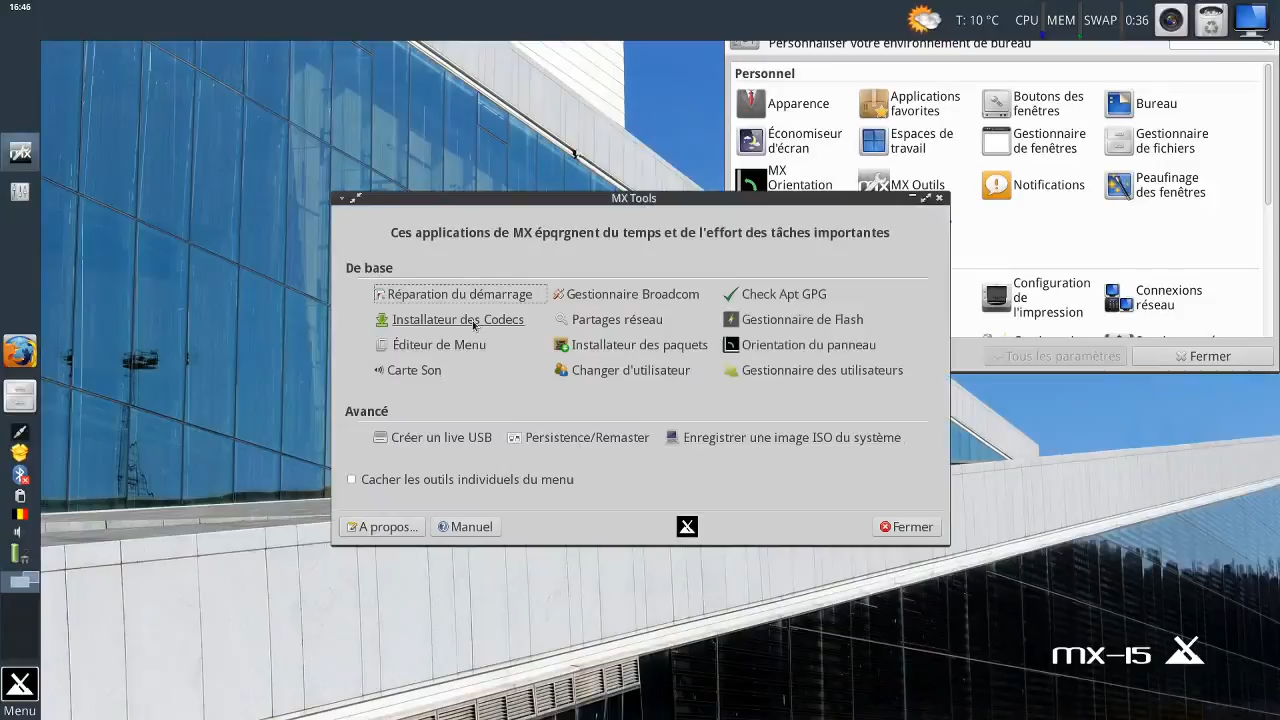 16:46
T: 10 °C CPU MEM SWAP 0:36
Personnaliser votre environnement de bureau
Personnel
Apparence
Applications
favorites
Boutons des
fenêtres
Bureau
Économiseur
d'écran
Espaces de
travail
Gestionnaire
de fenêtres
Gestionnaire
de fichiers
MX
Orientation
MX Outils
Notifications
Peaufinage
des fenêtres
Configuration
de
l'impression
Connexions
réseau
Tous les paramètres
Fermer
MX Tools
Ces applications de MX épqrgnent du temps et de l'effort des tâches importantes
De base
Réparation du démarrage
Gestionnaire Broadcom
Check Apt GPG
Installateur des Codecs
Partages réseau
Gestionnaire de Flash
Éditeur de Menu
Installateur des paquets
Orientation du panneau
Carte Son
Changer d'utilisateur
Gestionnaire des utilisateurs
Avancé
Créer un live USB
Persistence/Remaster
Enregistrer une image ISO du système
Cacher les outils individuels du menu
A propos...
Manuel
Fermer
mx-15
Menu